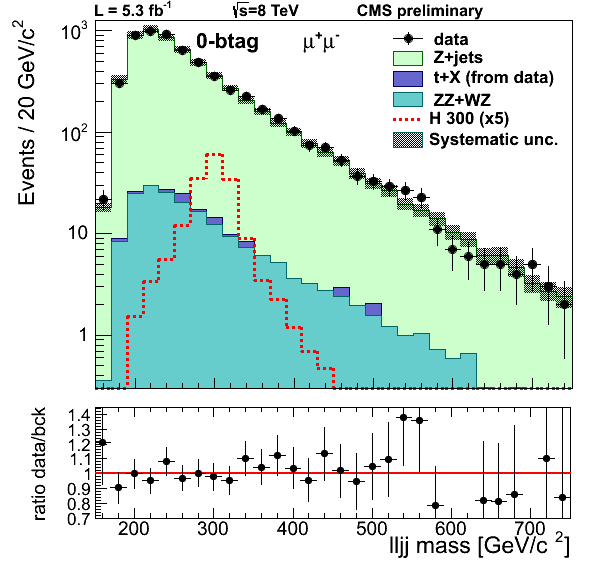 L = 5.3 fb⁻¹ √s=8 TeV CMS preliminary
0-btag μ⁺μ⁻
data
Z+jets
t+X (from data)
ZZ+WZ
H 300 (x5)
Systematic unc.
Events / 20 GeV/c²
10³
10²
10
1
ratio data/bck
1.4
1.3
1.2
1.1
1
0.9
0.8
0.7
200 300 400 500 600 700
lljj mass [GeV/c ²]